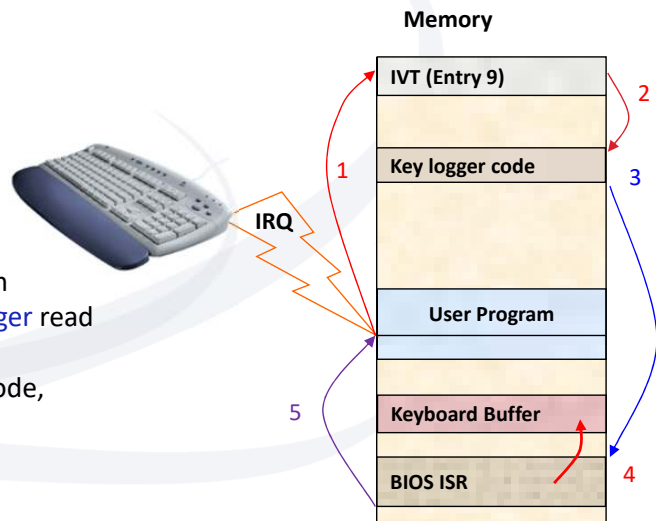 Memory
IVT (Entry 9)
2
Key logger code
1
3
IRQ
ger read
User Program
ode,
5
Keyboard Buffer
4
BIOS ISR